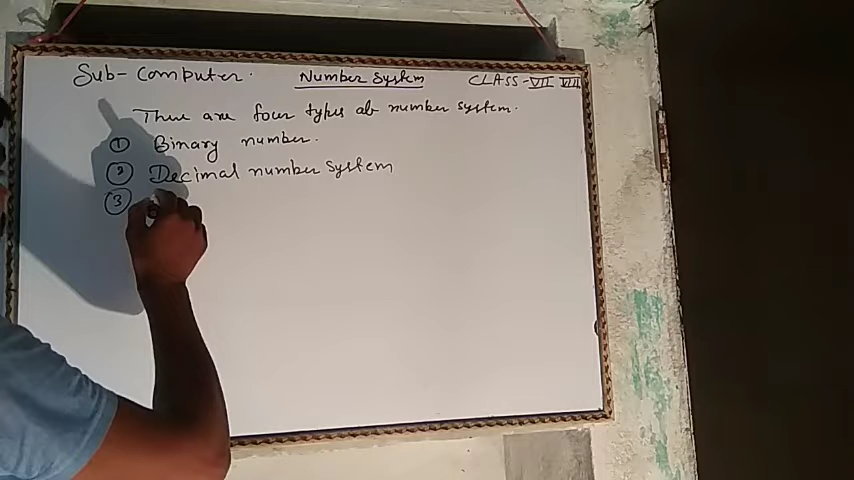 Sub- Computer. Number System CLASS-VII VIII
There are four types ob number system.
① Binary number.
② Decimal number System
③